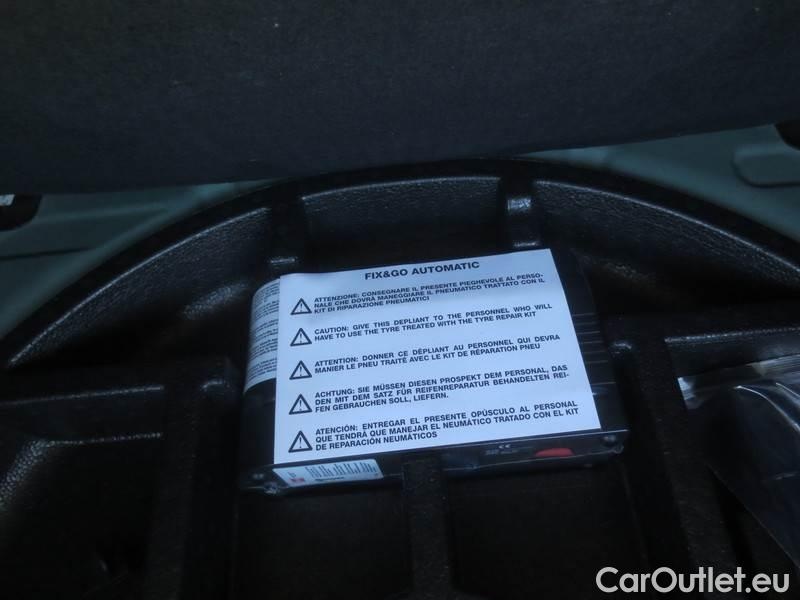 FIX&GO AUTOMATIC
ATTENZIONE: CONSEGNARE IL PRESENTE PIEGHEVOLE AL PERSO-
NALE CHE DOVRÀ MANEGGIARE IL PNEUMATICO TRATTATO CON IL
KIT DI RIPARAZIONE PNEUMATICI
CAUTION: GIVE THIS DEPLIANT TO THE PERSONNEL WHO WILL
HAVE TO USE THE TYRE TREATED WITH THE TYRE REPAIR KIT
ATTENTION: DONNER CE DÉPLIANT AU PERSONNEL QUI DEVRA
MANIER LE PNEU TRAITÉ AVEC LE KIT DE RÉPARATION PNEU
ACHTUNG: SIE MÜSSEN DIESEN PROSPEKT DEM PERSONAL, DAS
DEN MIT DEM SATZ FÜR REIFENREPARATUR BEHANDELTEN REI-
FEN GEBRAUCHEN SOLL, LIEFERN.
ATENCIÓN: ENTREGAR EL PRESENTE OPÚSCULO AL PERSONAL
QUE TENDRÁ QUE MANEJAR EL NEUMÁTICO TRATADO CON EL KIT
DE REPARACIÓN NEUMÁTICOS
CE
CarOutlet.eu